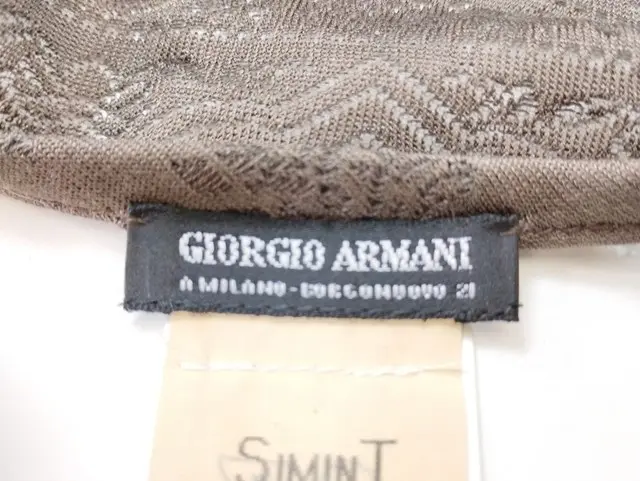 GIORGIO ARMANI
A MILANO-BORGONUOVO 21
SIMINT